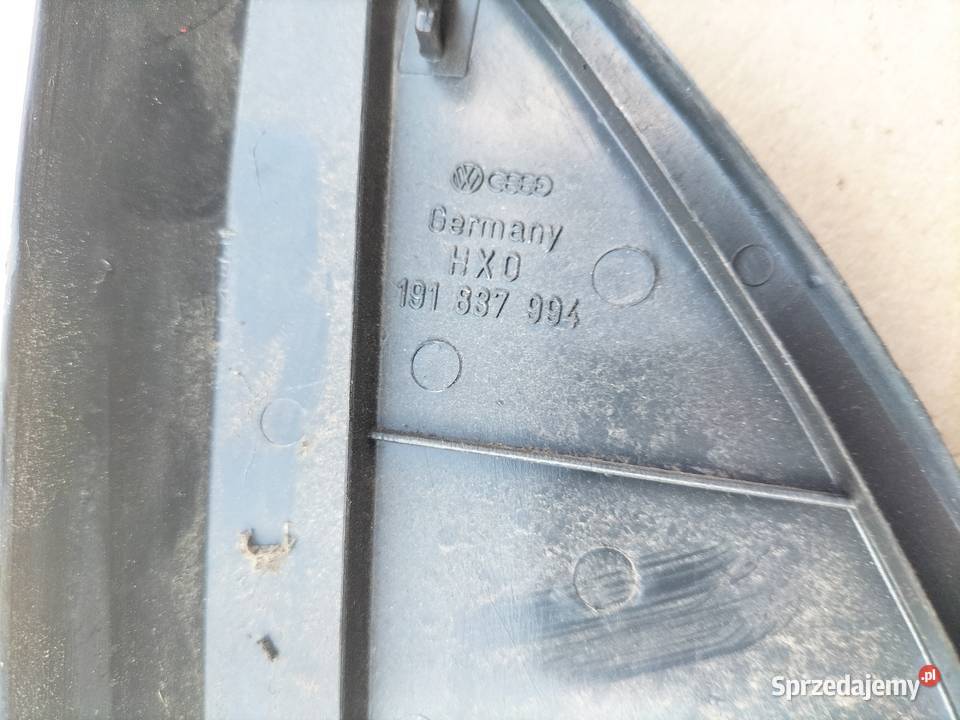 Germany
HXO
191 837 994
Sprzedajemy.pl